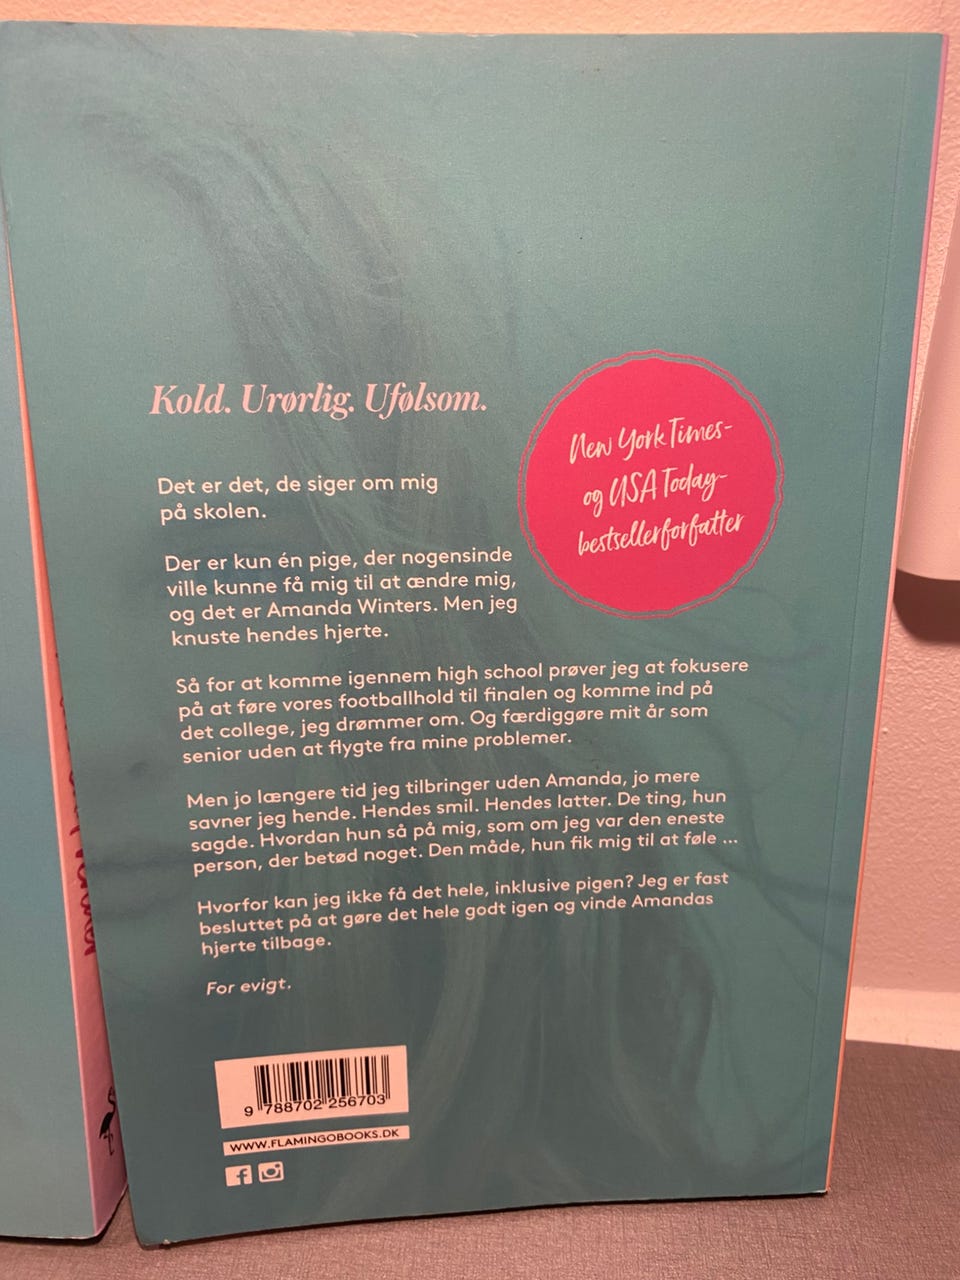 Kold. Urørlig. Ufølsom.
New York Times-
og USA Today-
bestsellerforfatter
Det er det, de siger om mig
på skolen.
Der er kun én pige, der nogensinde
ville kunne få mig til at ændre mig,
og det er Amanda Winters. Men jeg
knuste hendes hjerte.
Så for at komme igennem high school prøver jeg at fokusere
på at føre vores footballhold til finalen og komme ind på
det college, jeg drømmer om. Og færdiggøre mit år som
senior uden at flygte fra mine problemer.
Men jo længere tid jeg tilbringer uden Amanda, jo mere
savner jeg hende. Hendes smil. Hendes latter. De ting, hun
sagde. Hvordan hun så på mig, som om jeg var den eneste
person, der betød noget. Den måde, hun fik mig til at føle ...
Hvorfor kan jeg ikke få det hele, inklusive pigen? Jeg er fast
besluttet på at gøre det hele godt igen og vinde Amandas
hjerte tilbage.
For evigt.
9 788702 256703
WWW.FLAMINGOBOOKS.DK